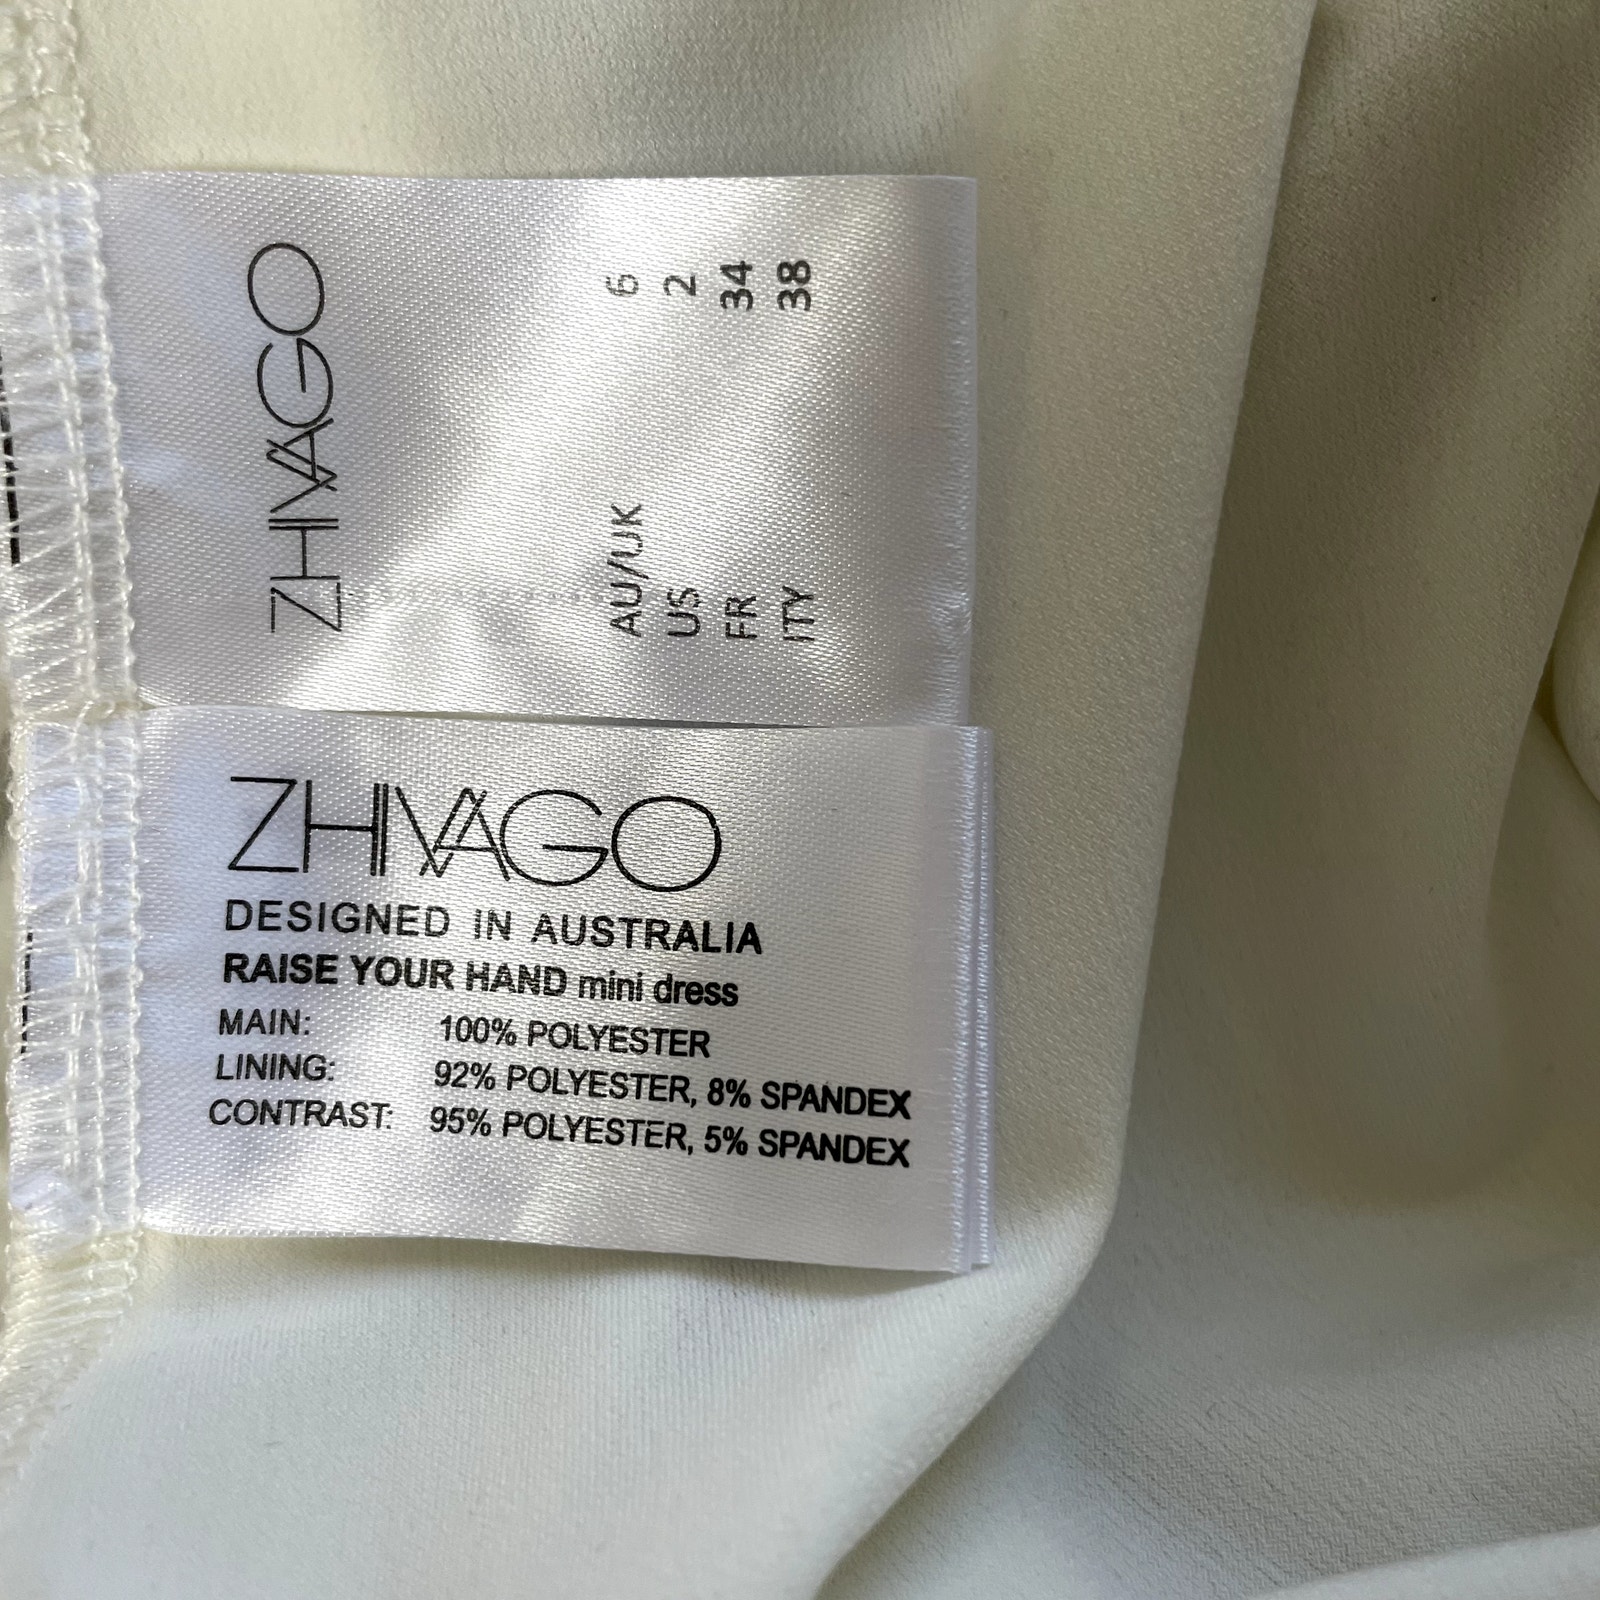 ZHIVAGO
AU/UK 6
US 2
FR 34
ITY 38
ZHIVAGO
DESIGNED IN AUSTRALIA
RAISE YOUR HAND mini dress
MAIN: 100% POLYESTER
LINING: 92% POLYESTER, 8% SPANDEX
CONTRAST: 95% POLYESTER, 5% SPANDEX